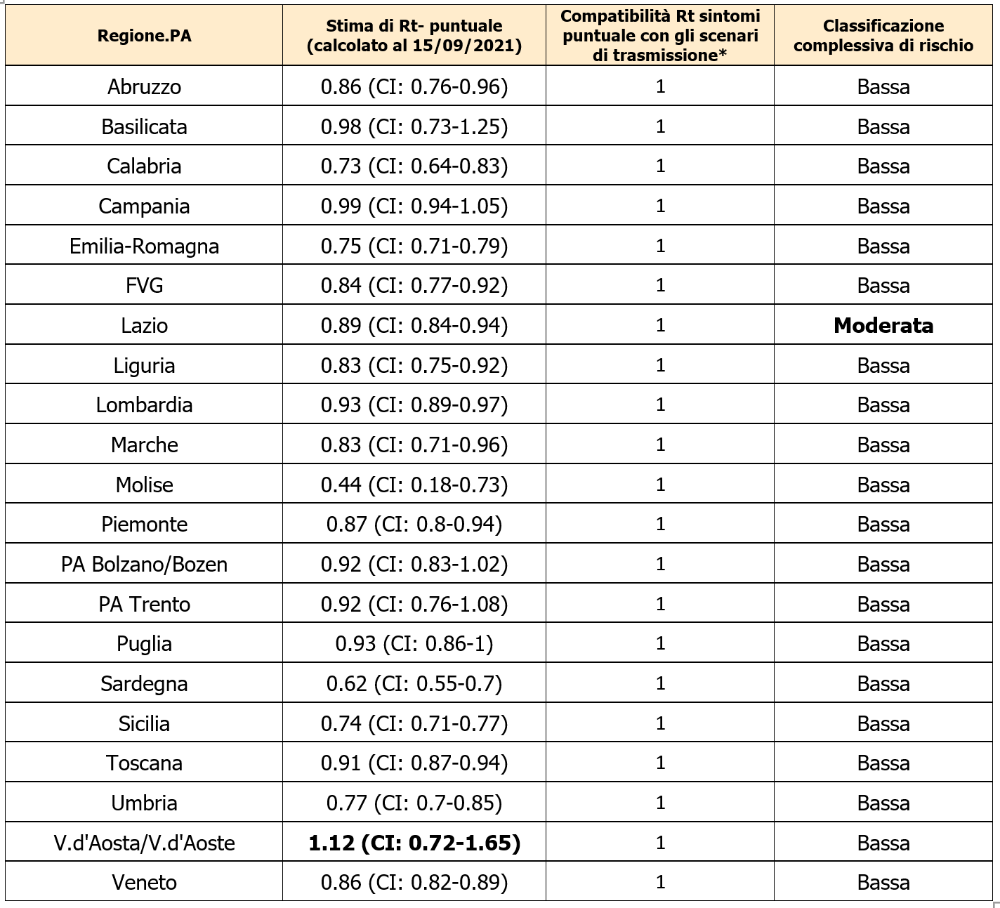 Regione.PA
Stima di Rt- puntuale
(calcolato al 15/09/2021)
Compatibilità Rt sintomi
puntuale con gli scenari
di trasmissione*
Classificazione
complessiva di rischio
Abruzzo 0.86 (CI: 0.76-0.96) 1 Bassa
Basilicata 0.98 (CI: 0.73-1.25) 1 Bassa
Calabria 0.73 (CI: 0.64-0.83) 1 Bassa
Campania 0.99 (CI: 0.94-1.05) 1 Bassa
Emilia-Romagna 0.75 (CI: 0.71-0.79) 1 Bassa
FVG 0.84 (CI: 0.77-0.92) 1 Bassa
Lazio 0.89 (CI: 0.84-0.94) 1 Moderata
Liguria 0.83 (CI: 0.75-0.92) 1 Bassa
Lombardia 0.93 (CI: 0.89-0.97) 1 Bassa
Marche 0.83 (CI: 0.71-0.96) 1 Bassa
Molise 0.44 (CI: 0.18-0.73) 1 Bassa
Piemonte 0.87 (CI: 0.8-0.94) 1 Bassa
PA Bolzano/Bozen 0.92 (CI: 0.83-1.02) 1 Bassa
PA Trento 0.92 (CI: 0.76-1.08) 1 Bassa
Puglia 0.93 (CI: 0.86-1) 1 Bassa
Sardegna 0.62 (CI: 0.55-0.7) 1 Bassa
Sicilia 0.74 (CI: 0.71-0.77) 1 Bassa
Toscana 0.91 (CI: 0.87-0.94) 1 Bassa
Umbria 0.77 (CI: 0.7-0.85) 1 Bassa
V.d'Aosta/V.d'Aoste 1.12 (CI: 0.72-1.65) 1 Bassa
Veneto 0.86 (CI: 0.82-0.89) 1 Bassa